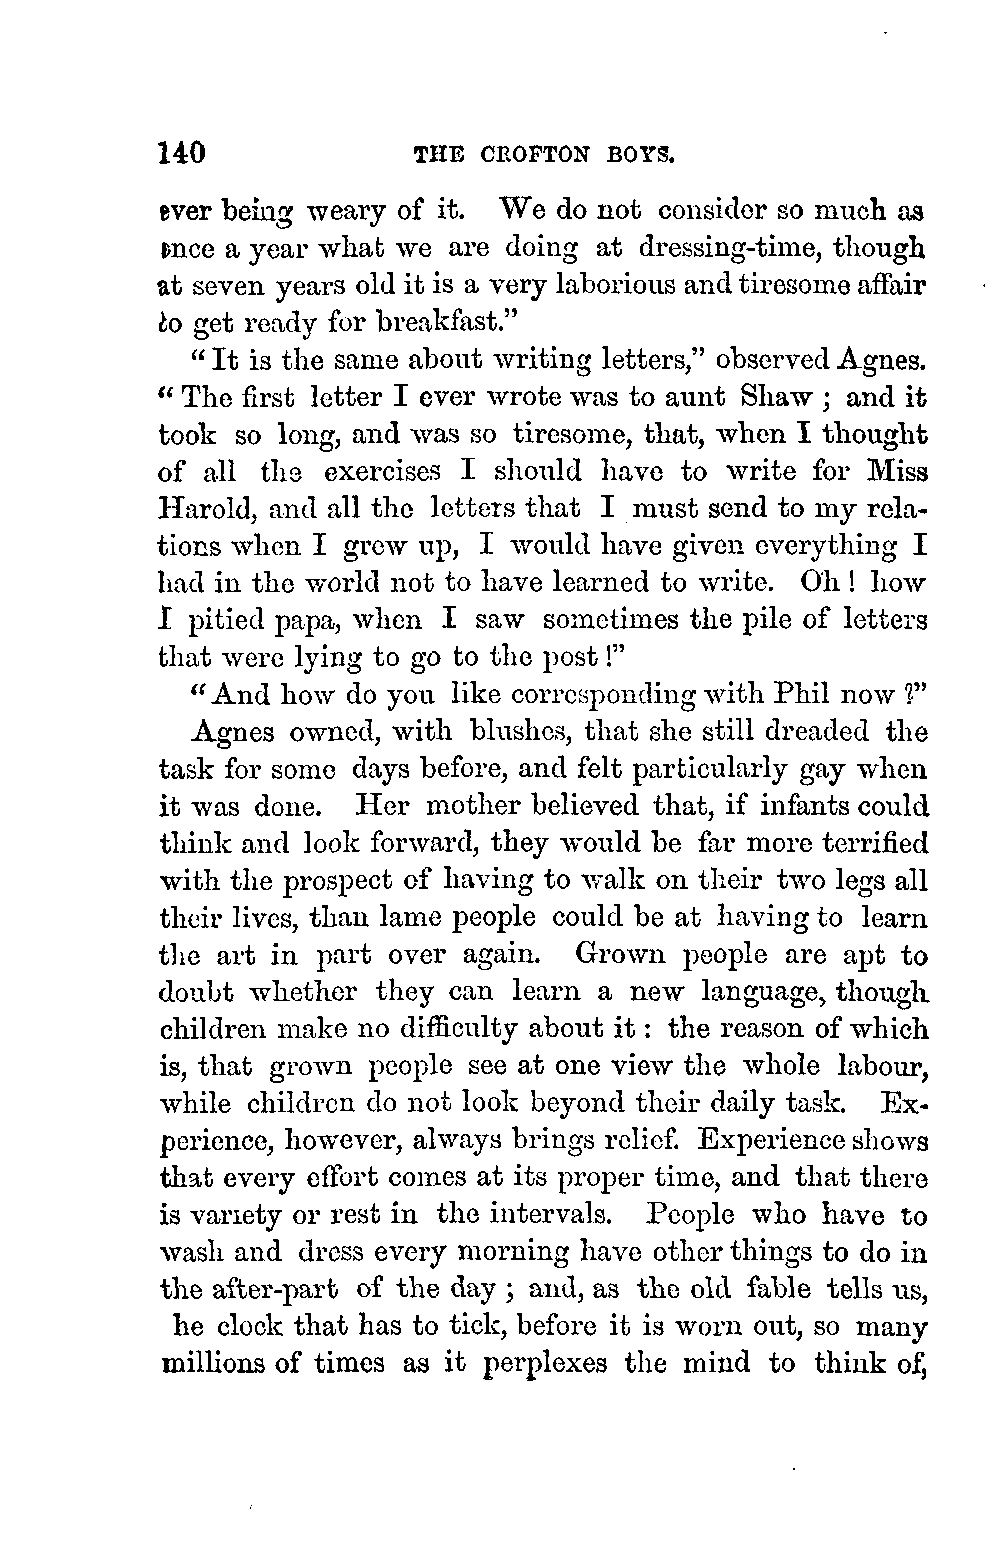 140 THE CROFTON BOYS.
ever being weary of it. We do not consider so much as
once a year what we are doing at dressing-time, though
at seven years old it is a very laborious and tiresome affair
to get ready for breakfast.”
“It is the same about writing letters,” observed Agnes.
“The first letter I ever wrote was to aunt Shaw; and it
took so long, and was so tiresome, that, when I thought
of all the exercises I should have to write for Miss
Harold, and all the letters that I must send to my rela-
tions when I grew up, I would have given everything I
had in the world not to have learned to write. Oh! how
I pitied papa, when I saw sometimes the pile of letters
that were lying to go to the post!”
“And how do you like corresponding with Phil now?”
Agnes owned, with blushes, that she still dreaded the
task for some days before, and felt particularly gay when
it was done. Her mother believed that, if infants could
think and look forward, they would be far more terrified
with the prospect of having to walk on their two legs all
their lives, than lame people could be at having to learn
the art in part over again. Grown people are apt to
doubt whether they can learn a new language, though
children make no difficulty about it: the reason of which
is, that grown people see at one view the whole labour,
while children do not look beyond their daily task. Ex-
perience, however, always brings relief. Experience shows
that every effort comes at its proper time, and that there
is variety or rest in the intervals. People who have to
wash and dress every morning have other things to do in
the after-part of the day; and, as the old fable tells us,
he clock that has to tick, before it is worn out, so many
millions of times as it perplexes the mind to think of,